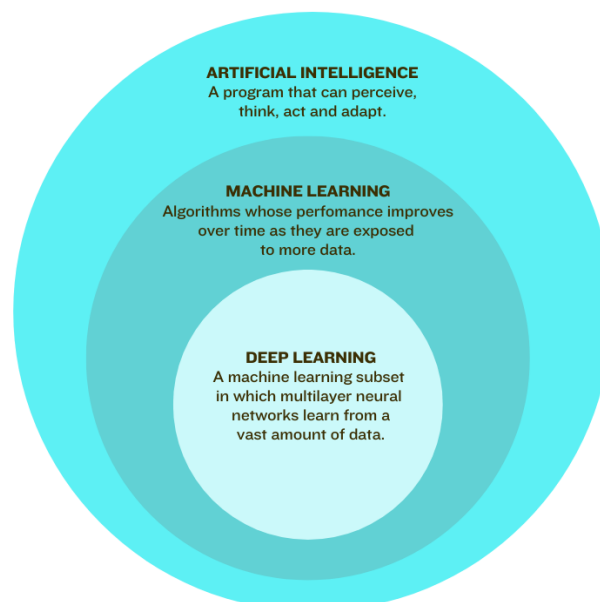 ARTIFICIAL INTELLIGENCE
A program that can perceive,
think, act and adapt.
MACHINE LEARNING
Algorithms whose perfomance improves
over time as they are exposed
to more data.
DEEP LEARNING
A machine learning subset
in which multilayer neural
networks learn from a
vast amount of data.